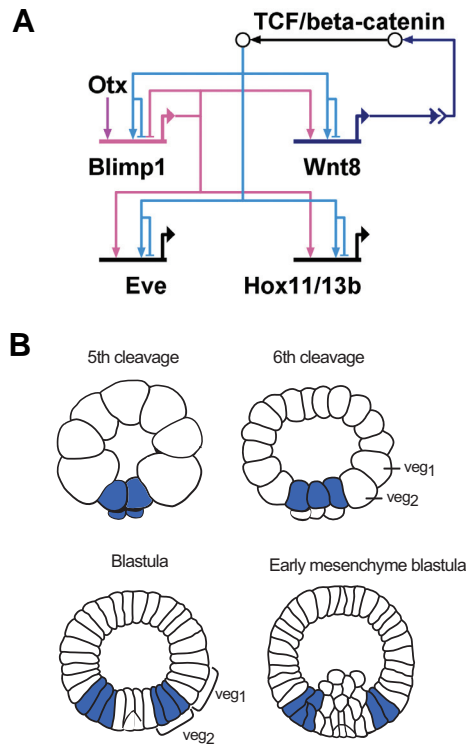 A
TCF/beta-catenin
Otx
Blimp1
Wnt8
Eve
Hox11/13b
B
5th cleavage
6th cleavage
veg1
veg2
Blastula
Early mesenchyme blastula
veg1
veg2